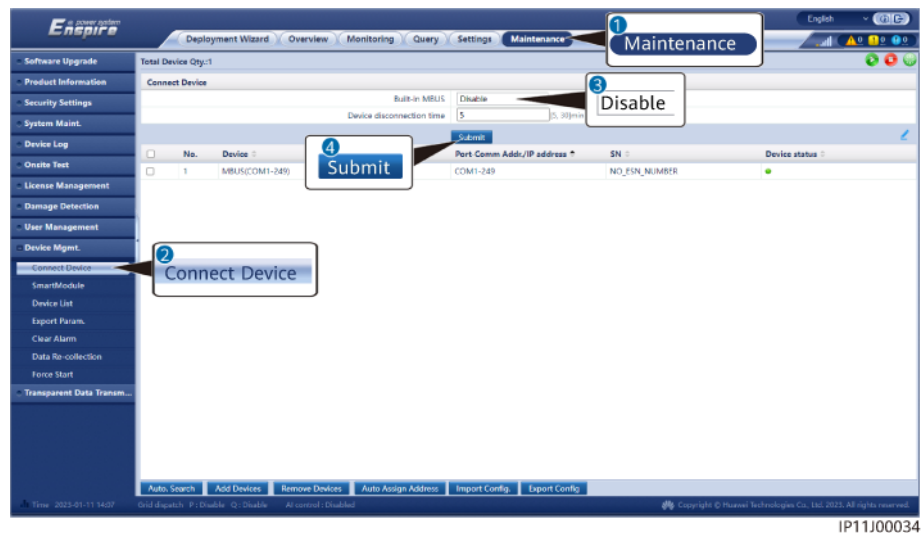 e power system
Enspire
English
Deployment Wizard Overview Monitoring Query Settings Maintenance
1
Maintenance
0 0 0
Software Upgrade
Product Information
Security Settings
System Maint.
Device Log
Onsite Test
License Management
Damage Detection
User Management
Device Mgmt.
Connect Device
SmartModule
Device List
Export Param.
Clear Alarm
Data Re-collection
Force Start
Transparent Data Transm...
Total Device Qty.:1
Connect Device
Built-in MBUS Disable
Device disconnection time 5 [5, 30]min
3
Disable
Submit
4
Submit
No. Device Port-Comm Addr./IP address SN Device status
1 MBUS(COM1-249) COM1-249 NO_ESN_NUMBER
2
Connect Device
Auto. Search Add Devices Remove Devices Auto Assign Address Import Config. Export Config
Time 2023-01-11 14:07 Grid dispatch P : Disable Q : Disable AI control : Disabled Copyright © Huawei Technologies Co., Ltd. 2023. All rights reserved.
IP11J00034